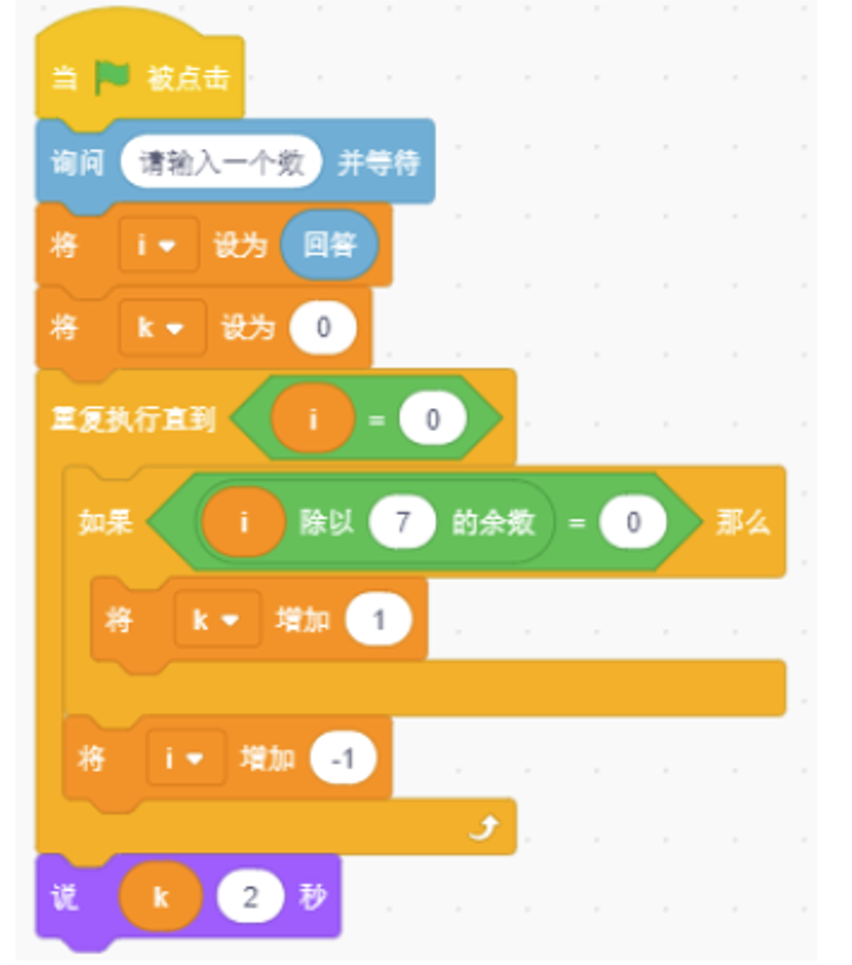 当 被点击
询问 请输入一个数 并等待
将 i 设为 回答
将 k 设为 0
重复执行直到 i = 0
如果 i 除以 7 的余数 = 0 那么
将 k 增加 1
将 i 增加 -1
说 k 2 秒